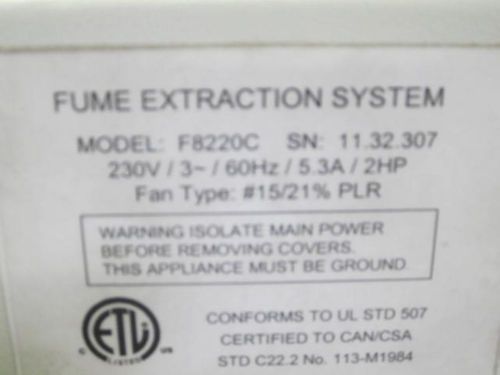 FUME EXTRACTION SYSTEM
MODEL: F8220C SN: 11.32.307
230V / 3~ / 60Hz / 5.3A / 2HP
Fan Type: #15/21% PLR
WARNING ISOLATE MAIN POWER
BEFORE REMOVING COVERS.
THIS APPLIANCE MUST BE GROUND.
ETL
LISTED
C US
CONFORMS TO UL STD 507
CERTIFIED TO CAN/CSA
STD C22.2 No. 113-M1984